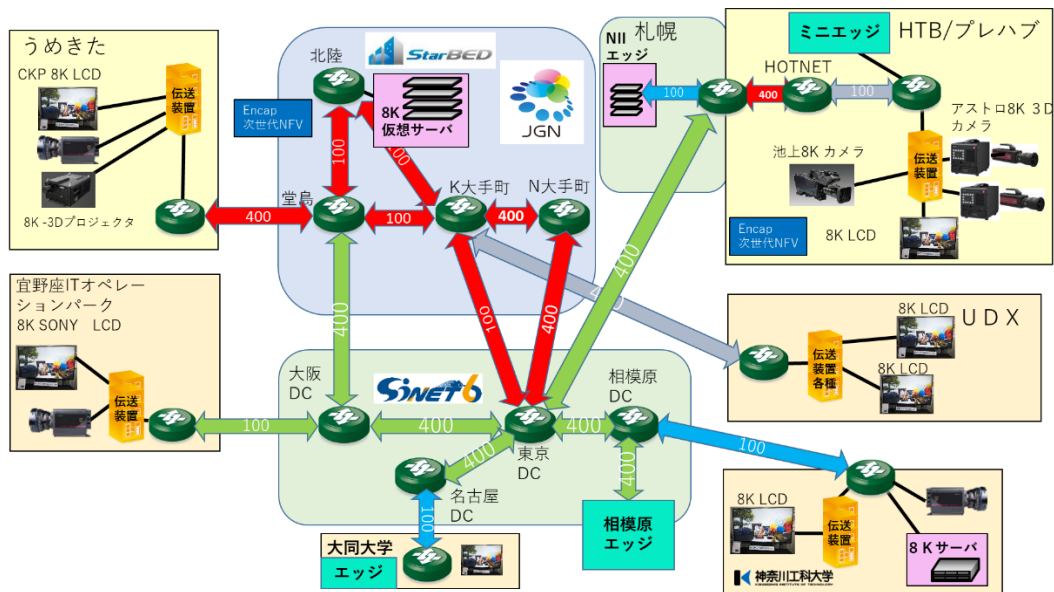 うめきた
CKP 8K LCD
伝送
装置
8K -3Dプロジェクタ
400
北陸
StarBED
Encap
次世代NFV
8K
仮想サーバ
JGN
100
100
堂島
100
K大手町
400
N大手町
400
100
400
NII
エッジ
札幌
100
400
400
ミニエッジ
HTB/プレハブ
HOTNET
100
アストロ8K 3D
カメラ
池上8K カメラ
伝送
装置
Encap
次世代NFV
8K LCD
宜野座ITオペレー
ションパーク
8K SONY LCD
伝送
装置
100
大阪
DC
SINET6
400
東京
DC
400
名古屋
DC
400
相模原
DC
400
相模原
エッジ
100
100
大同大学
エッジ
UDX
8K LCD
伝送
装置
各種
8K LCD
8K LCD
伝送
装置
8Kサーバ
神奈川工科大学
KANAGAWA INSTITUTE OF TECHNOLOGY